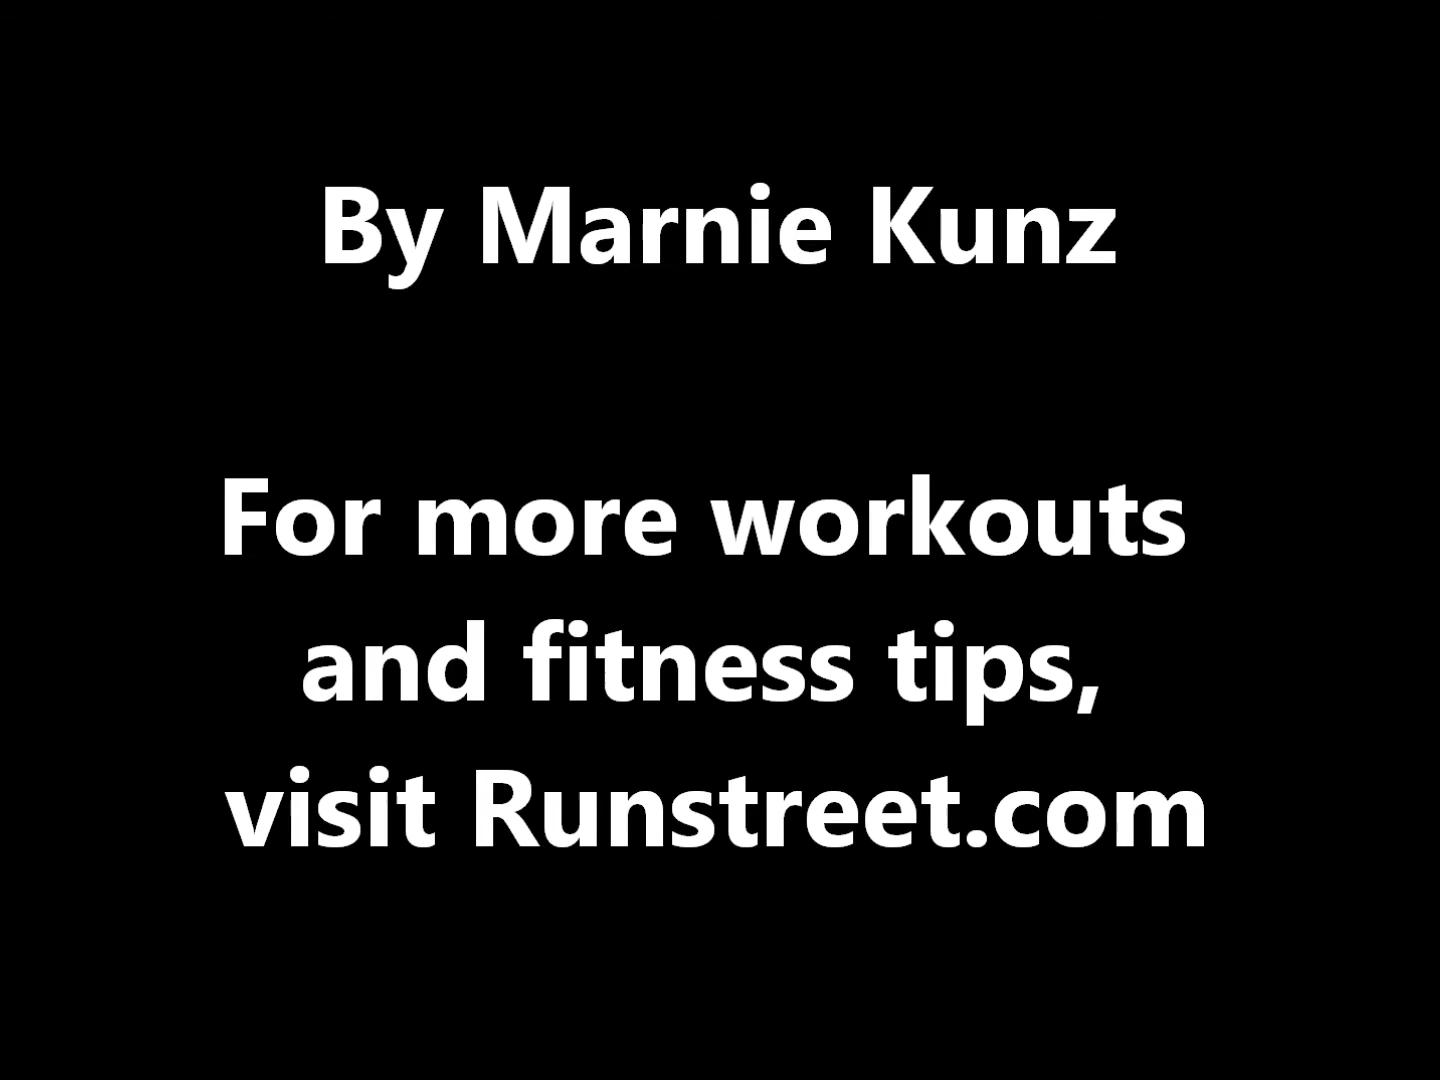 By Marnie Kunz
For more workouts
and fitness tips,
visit Runstreet.com